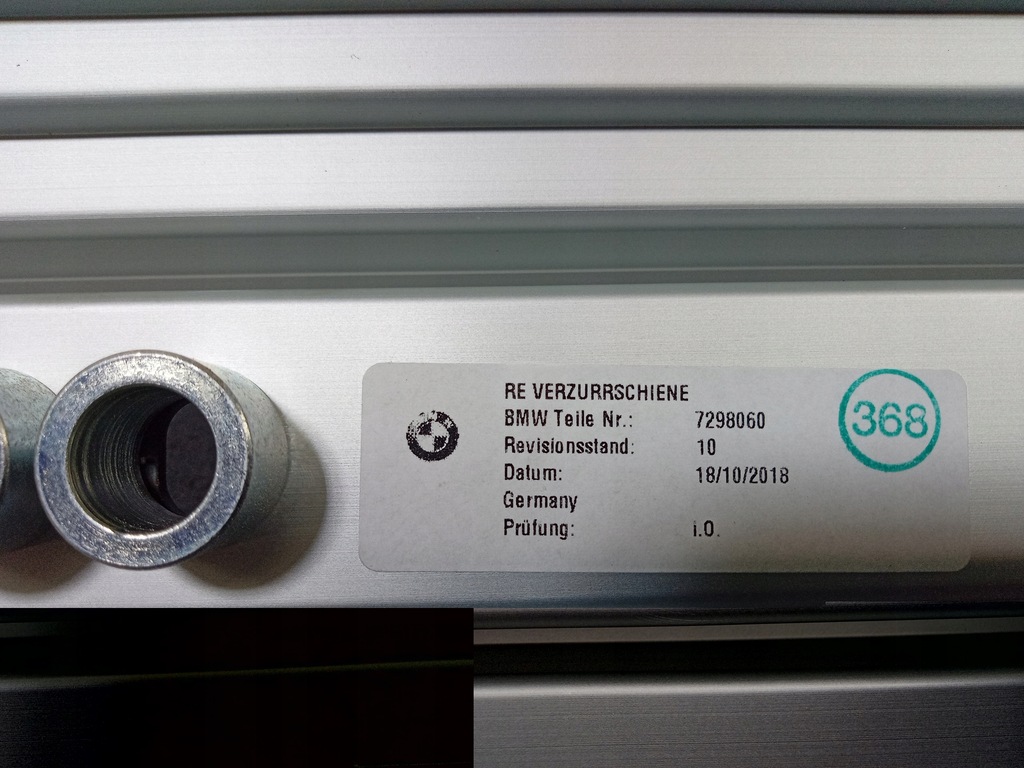 RE VERZURRSCHIENE
BMW Teile Nr.: 7298060
Revisionsstand: 10
Datum: 18/10/2018
Germany
Prüfung: i.O.
368